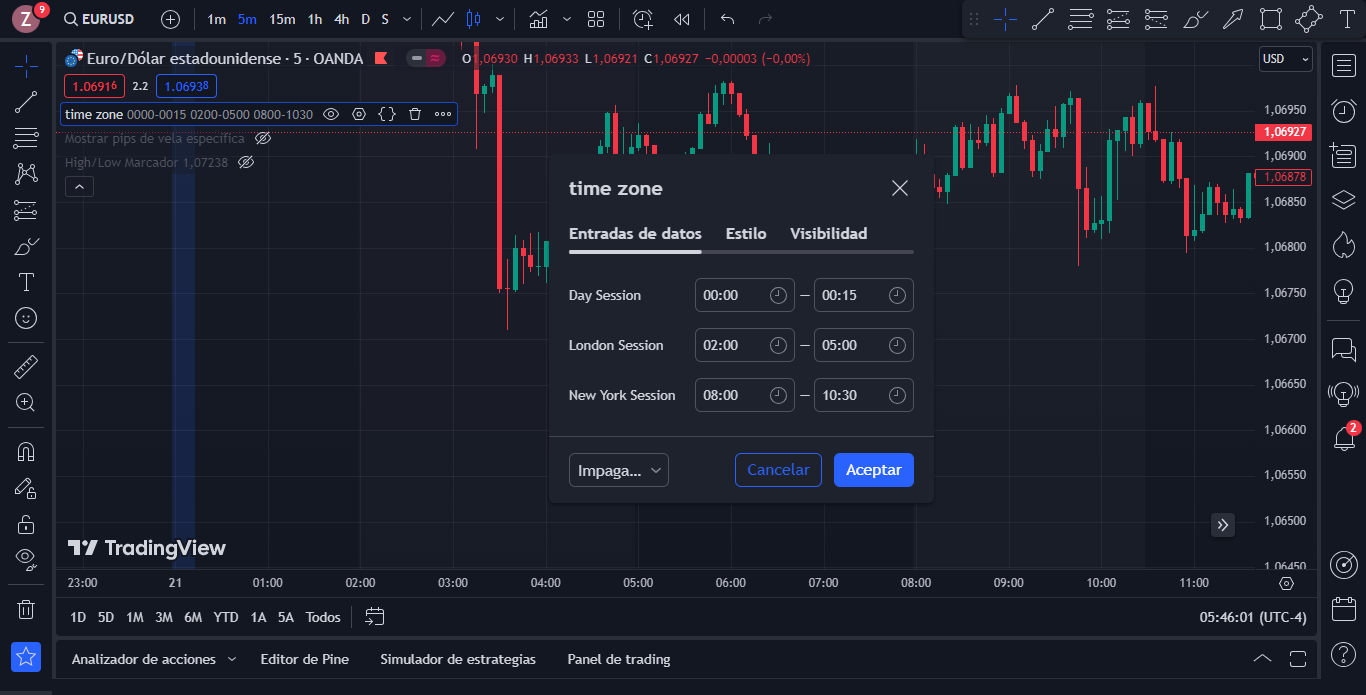 Z 9 EURUSD 1m 5m 15m 1h 4h D S
Euro/Dólar estadounidense · 5 · OANDA O1,06930 H1,06933 L1,06921 C1,06927 −0,00003 (−0,00%)
USD
1.06916 2.2 1.06938
time zone 0000-0015 0200-0500 0800-1030
Mostrar pips de vela específica
High/Low Marcador 1,07238
1,06950
1,06927
1,06900
1,06878
1,06850
1,06800
1,06750
1,06700
1,06650
1,06600
1,06550
1,06500
1,06450
time zone
Entradas de datos Estilo Visibilidad
Day Session 00:00 — 00:15
London Session 02:00 — 05:00
New York Session 08:00 — 10:30
Impaga... Cancelar Aceptar
2
TradingView
23:00 21 01:00 02:00 03:00 04:00 05:00 06:00 07:00 08:00 09:00 10:00 11:00
1D 5D 1M 3M 6M YTD 1A 5A Todos 05:46:01 (UTC-4)
Analizador de acciones Editor de Pine Simulador de estrategias Panel de trading